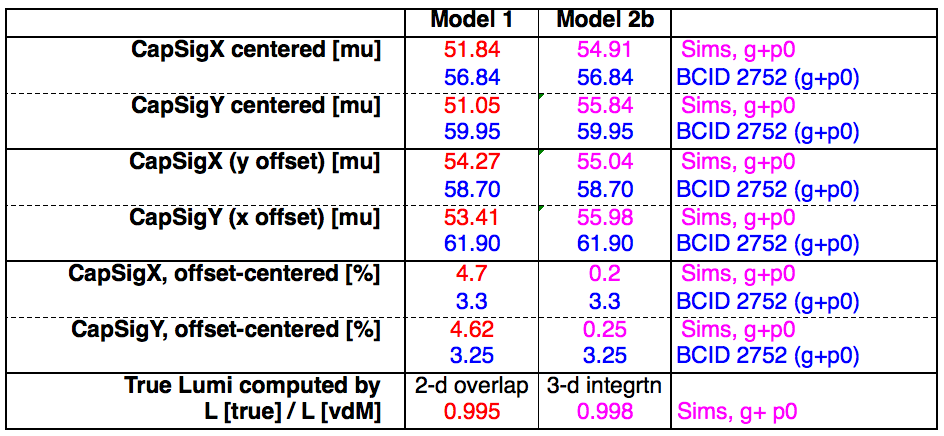 Model 1 Model 2b
CapSigX centered [mu] 51.84 54.91 Sims, g+p0
56.84 56.84 BCID 2752 (g+p0)
CapSigY centered [mu] 51.05 55.84 Sims, g+p0
59.95 59.95 BCID 2752 (g+p0)
CapSigX (y offset) [mu] 54.27 55.04 Sims, g+p0
58.70 58.70 BCID 2752 (g+p0)
CapSigY (x offset) [mu] 53.41 55.98 Sims, g+p0
61.90 61.90 BCID 2752 (g+p0)
CapSigX, offset-centered [%] 4.7 0.2 Sims, g+p0
3.3 3.3 BCID 2752 (g+p0)
CapSigY, offset-centered [%] 4.62 0.25 Sims, g+p0
3.25 3.25 BCID 2752 (g+p0)
True Lumi computed by 2-d overlap 3-d integrtn
L [true] / L [vdM] 0.995 0.998 Sims, g+ p0